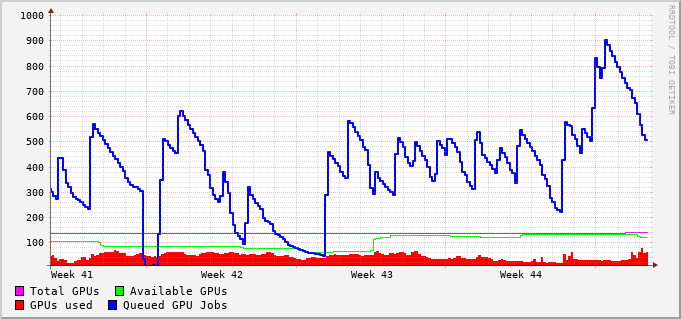 1000
900
800
700
600
500
400
300
200
100
Week 41 Week 42 Week 43 Week 44
Total GPUs Available GPUs
GPUs used Queued GPU Jobs
RRDTOOL / TOBI OETIKER